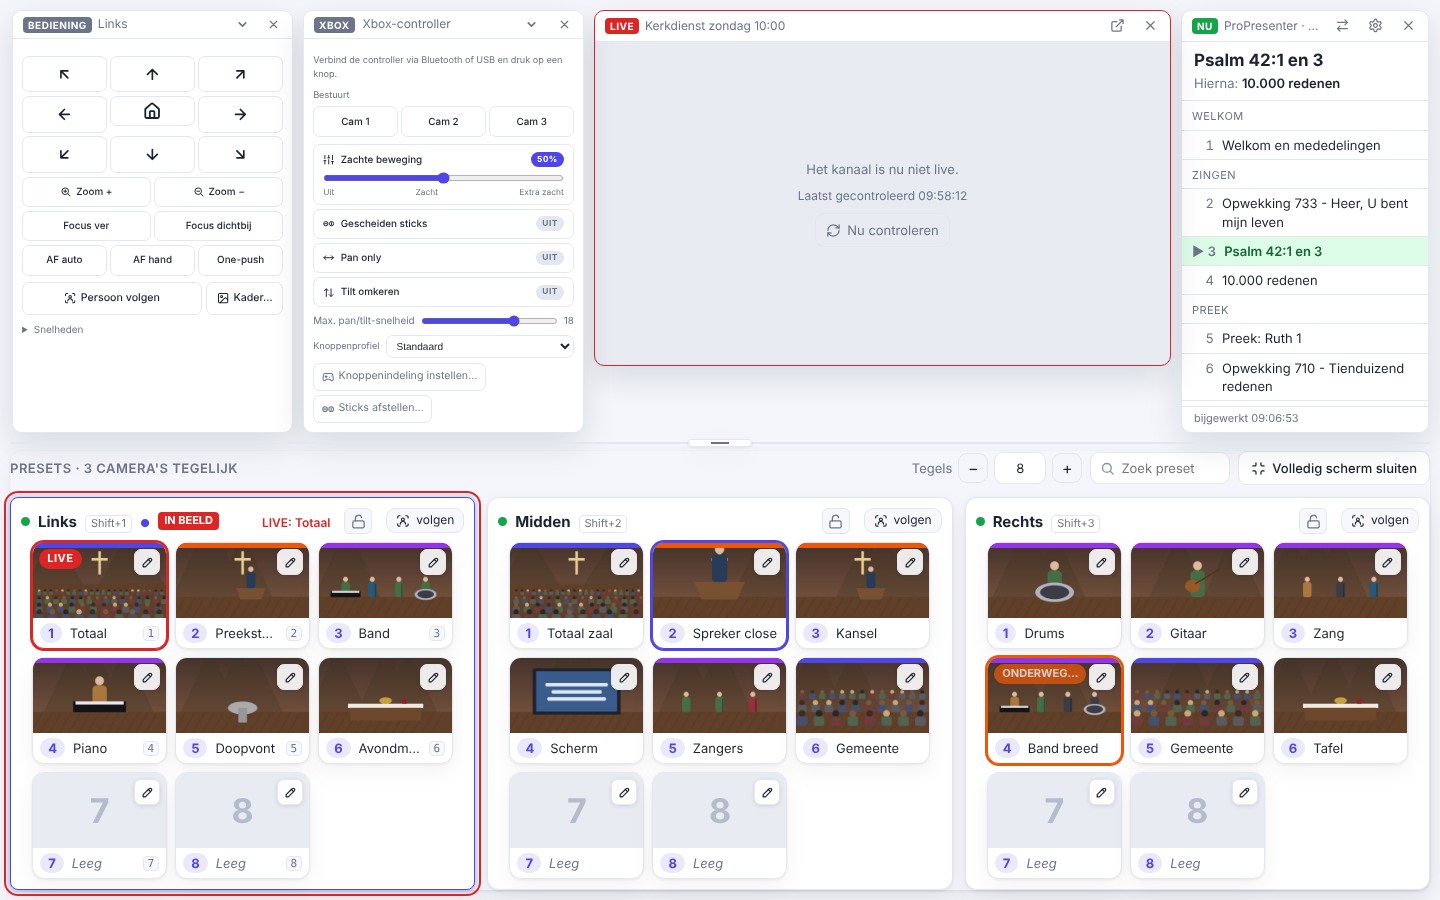 BEDIENING Links
Zoom +
Zoom −
Focus ver
Focus dichtbij
AF auto
AF hand
One-push
Persoon volgen
Kader...
Snelheden
XBOX Xbox-controller
Verbind de controller via Bluetooth of USB en druk op een
knop.
Bestuurt
Cam 1
Cam 2
Cam 3
Zachte beweging 50%
Uit
Zacht
Extra zacht
Gescheiden sticks UIT
Pan only UIT
Tilt omkeren UIT
Max. pan/tilt-snelheid 18
Knoppenprofiel Standaard
Knoppenindeling instellen...
Sticks afstellen...
LIVE Kerkdienst zondag 10:00
Het kanaal is nu niet live.
Laatst gecontroleerd 09:58:12
Nu controleren
NU ProPresenter · ...
Psalm 42:1 en 3
Hierna: 10.000 redenen
WELKOM
1 Welkom en mededelingen
ZINGEN
2 Opwekking 733 - Heer, U bent
mijn leven
3 Psalm 42:1 en 3
4 10.000 redenen
PREEK
5 Preek: Ruth 1
6 Opwekking 710 - Tienduizend
redenen
bijgewerkt 09:06:53
PRESETS · 3 CAMERA'S TEGELIJK
Tegels − 8 +
Zoek preset
Volledig scherm sluiten
Links Shift+1 IN BEELD LIVE: Totaal volgen
LIVE
1 Totaal 1
2 Preekst... 2
3 Band 3
4 Piano 4
5 Doopvont 5
6 Avondm... 6
7
7 Leeg 7
8
8 Leeg 8
Midden Shift+2 volgen
1 Totaal zaal
2 Spreker close
3 Kansel
4 Scherm
5 Zangers
6 Gemeente
7
7 Leeg
8
8 Leeg
Rechts Shift+3 volgen
1 Drums
2 Gitaar
3 Zang
ONDERWEG...
4 Band breed
5 Gemeente
6 Tafel
7
7 Leeg
8
8 Leeg